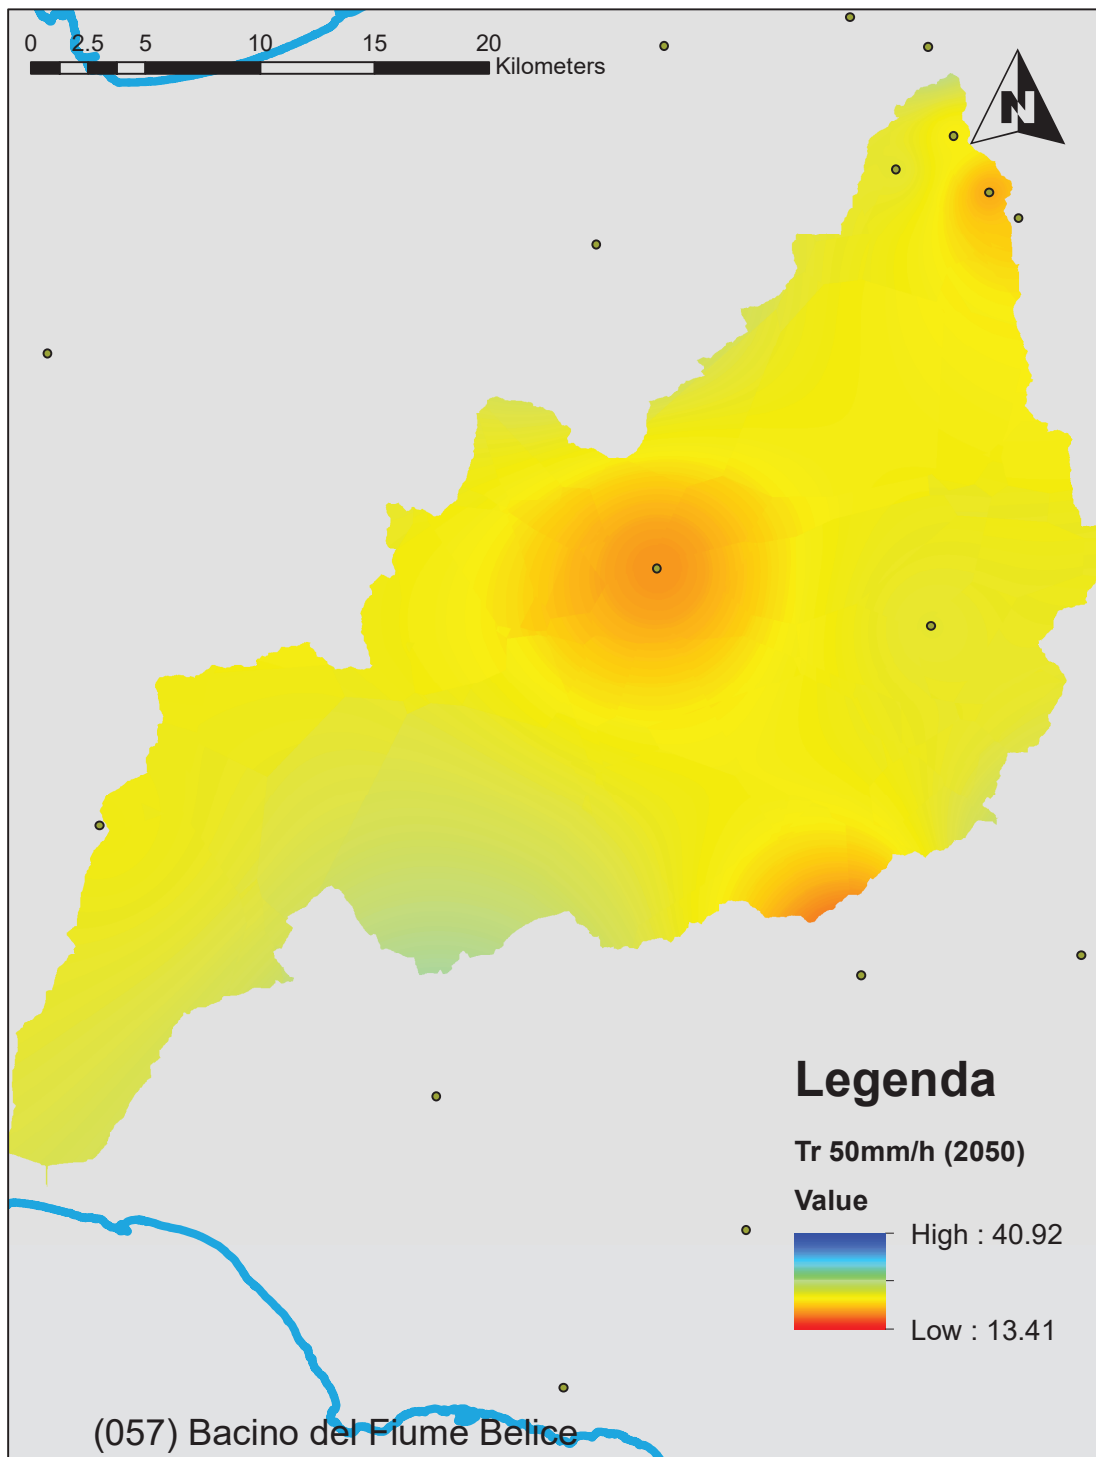 0 2.5 5 10 15 20
Kilometers
N
Legenda
Tr 50mm/h (2050)
Value
High : 40.92
Low : 13.41
(057) Bacino del Fiume Belice